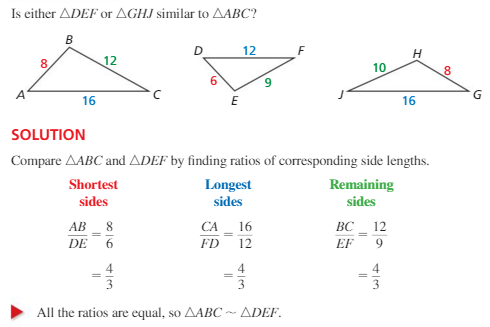 Is either △DEF or △GHJ similar to △ABC?
B
8
12
A
16
C
D
12
F
6
9
E
H
10
8
J
16
G
SOLUTION
Compare △ABC and △DEF by finding ratios of corresponding side lengths.
Shortest sides
Longest sides
Remaining sides
AB/DE = 8/6
CA/FD = 16/12
BC/EF = 12/9
= 4/3
= 4/3
= 4/3
All the ratios are equal, so △ABC ~ △DEF.